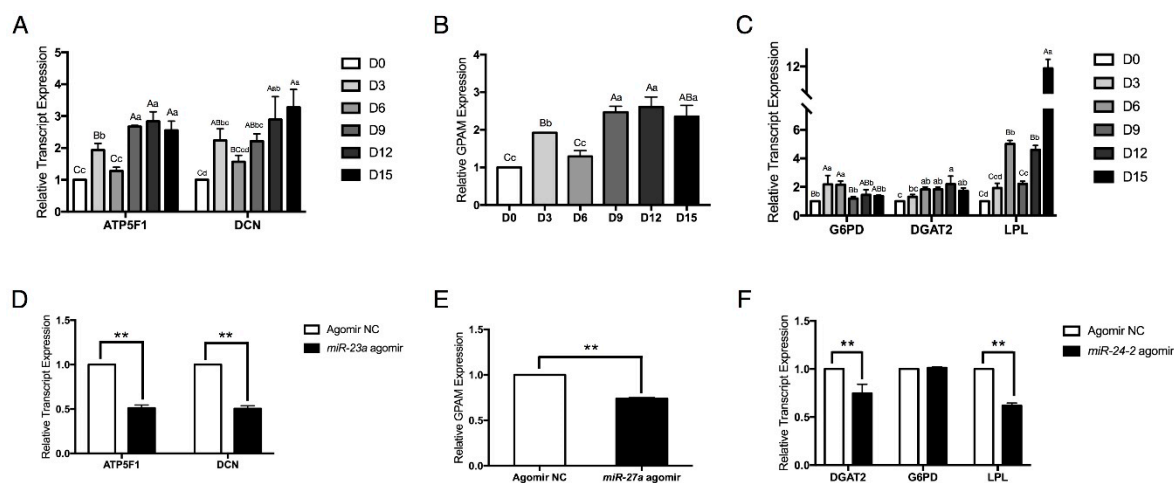 A
Relative Transcript Expression
5
4
3
2
1
0
Cc
Bb
Cc
Aa
Aa
Aa
Cd
ABbc
BCcd
ABbc
Aab
Aa
ATP5F1
DCN
D0
D3
D6
D9
D12
D15
B
Relative GPAM Expression
4
3
2
1
0
Cc
Bb
Cc
Aa
Aa
ABa
D0
D3
D6
D9
D12
D15
C
Relative Transcript Expression
12
6
4
2
0
Bb
Aa
Aa
Bb
ABb
ABb
c
bc
ab
ab
a
ab
Cd
Ccd
Bb
Cc
Bb
Aa
G6PD
DGAT2
LPL
D0
D3
D6
D9
D12
D15
D
Relative Transcript Expression
1.5
1.0
0.5
0.0
**
**
ATP5F1
DCN
Agomir NC
miR-23a agomir
E
Relative GPAM Expression
1.5
1.0
0.5
0.0
**
Agomir NC
miR-27a agomir
F
Relative Transcript Expression
1.5
1.0
0.5
0.0
**
**
DGAT2
G6PD
LPL
Agomir NC
miR-24-2 agomir